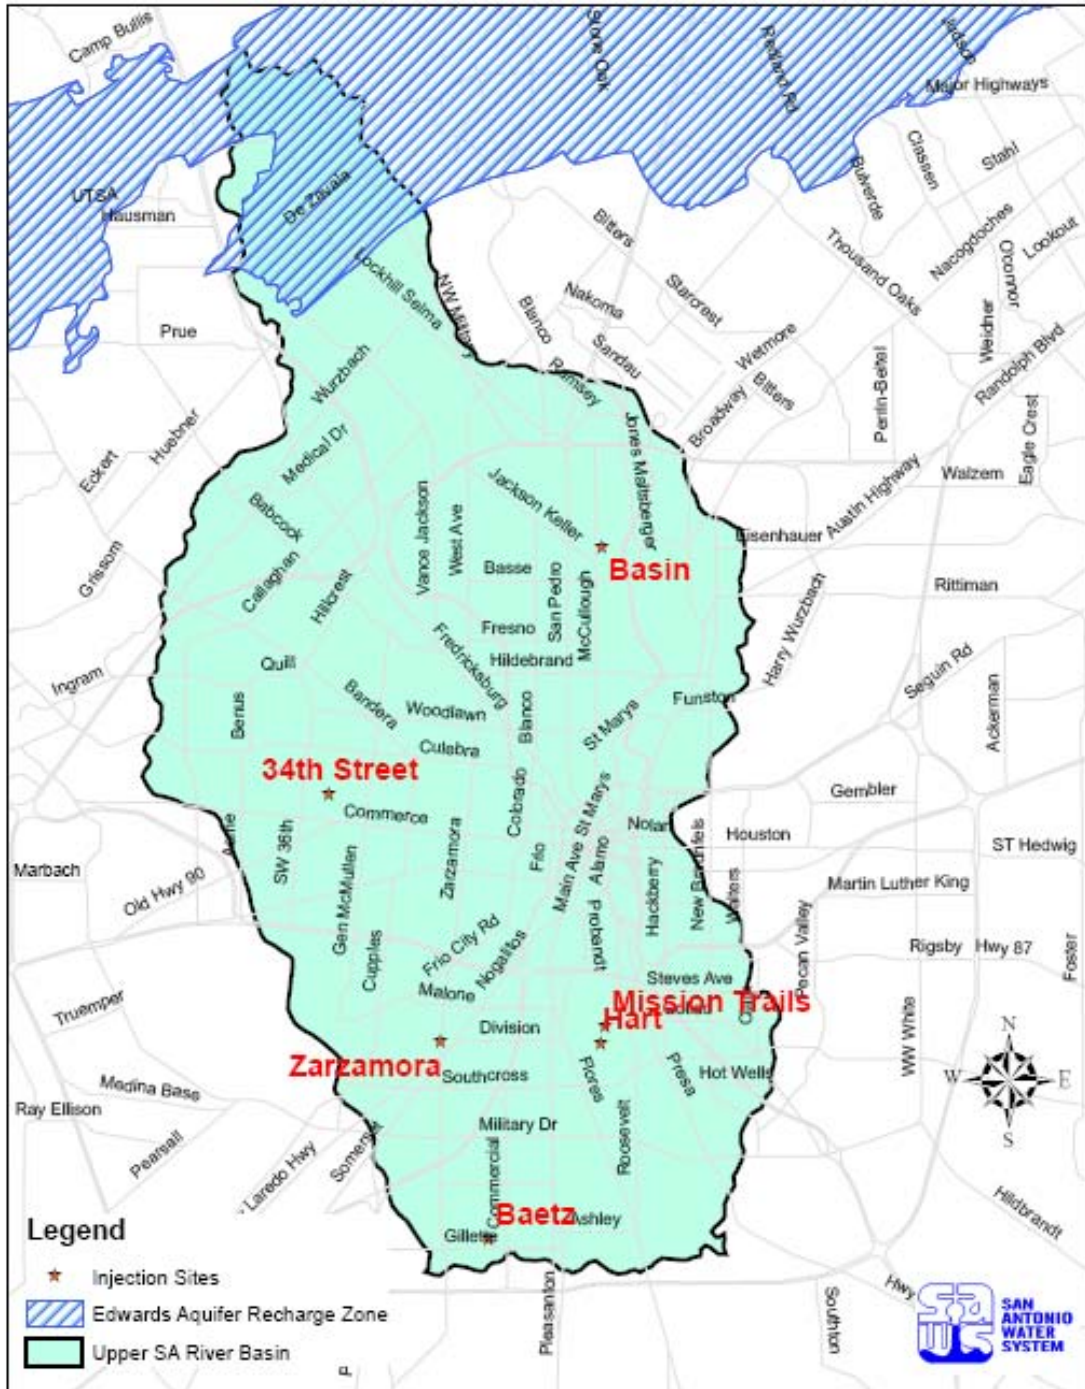 Camp Bullis
Stone Oak
Redland Rd
Judson
Major Highways
Classen
Stahl
Bulverde
UTSA
Hausman
De Zavala
Bitters
Nacogdoches
Lookout
Oconnor
Thousand Oaks
Lockhill Selma
NW Military
Starcrest
Nakoma
Blanco
Weidner
Prue
Sandau
Wetmore
Randolph Blvd
Wurzbach
Ramsey
Bitters
Perrin-Beitel
Broadway
Eagle Crest
Huebner
Eckert
Medical Dr
Jones Maltsberger
Walzem
Jackson Keller
Austin Highway
Babcock
Vance Jackson
West Ave
Eisenhauer
Grissom
Callaghan
Hillcrest
Basse
Basin
San Pedro
McCullough
Rittiman
Harry Wurzbach
Fresno
Fredricksburg
Hildebrand
Quill
Ingram
Seguin Rd
Bandera
Woodlawn
Blanco
Funston
Ackerman
Benus
St Marys
Culebra
34th Street
Gembler
Commerce
Colorado
St Marys
Nolan
Houston
ST Hedwig
SW 36th
Zarzamora
Frio
Main Ave
Alamo
Marbach
Old Hwy 90
New Braunfels
Walters
Martin Luther King
Gen McMullen
Hackberry
Cupples
Frio City Rd
Nogalitos
Probandt
Pecan Valley
Rigsby
Hwy 87
Foster
Malone
Steves Ave
Truemper
Mission Trails
Hart
Division
WW White
N
Zarzamora
Southcross
Flores
Presa
Hot Wells
W
E
Medina Base
Ray Ellison
S
Military Dr
Roosevelt
Pearsall
Laredo Hwy
Somerset
Commercial
Baetz
Ashley
Gillette
Hildbrandt
Legend
Injection Sites
Edwards Aquifer Recharge Zone
Upper SA River Basin
Pleasanton
Southton
Hwy
P
saws
SAN
ANTONIO
WATER
SYSTEM